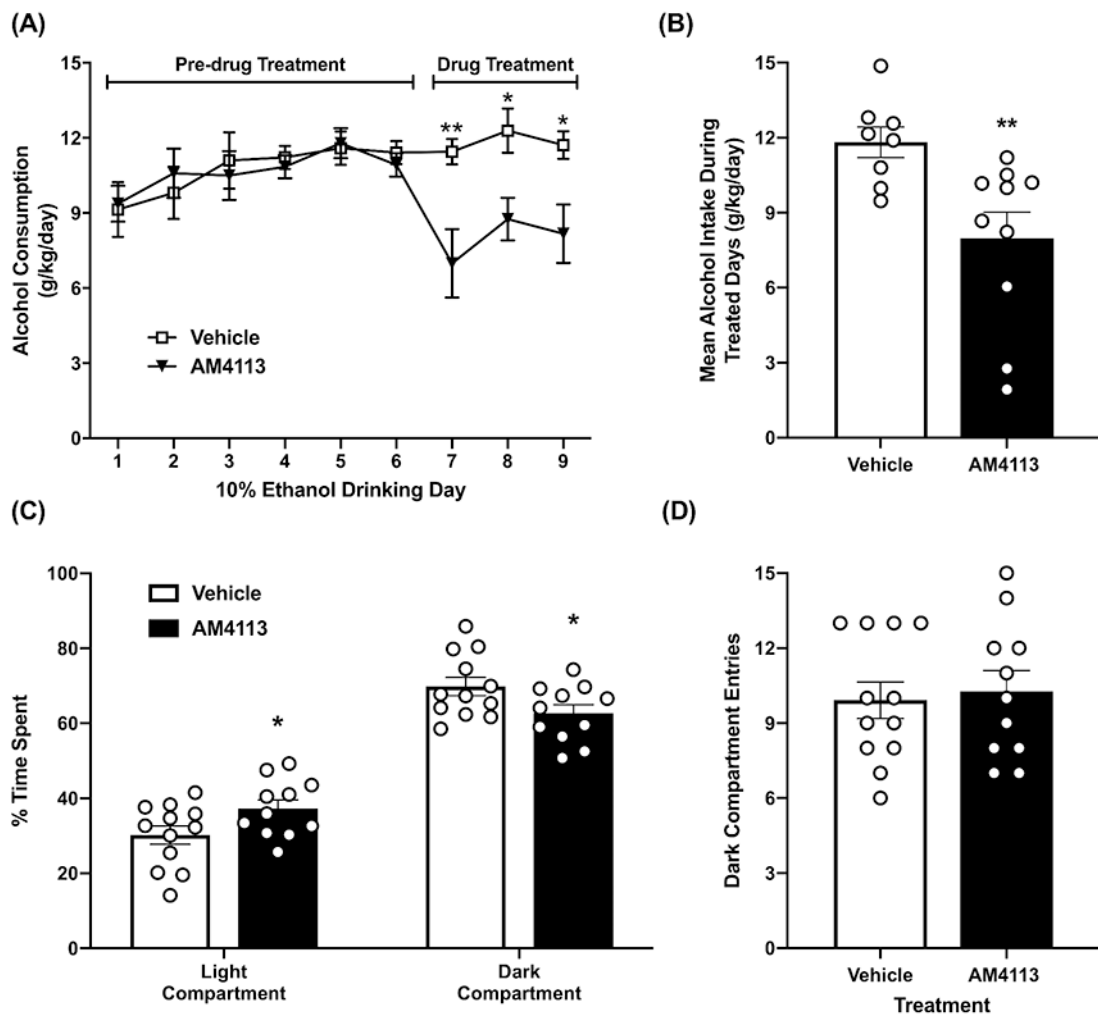 (A)
Pre-drug Treatment
Drug Treatment
Alcohol Consumption
(g/kg/day)
15
12
9
6
3
0
**
*
*
Vehicle
AM4113
1 2 3 4 5 6 7 8 9
10% Ethanol Drinking Day
(B)
Mean Alcohol Intake During
Treated Days (g/kg/day)
15
12
9
6
3
0
**
Vehicle AM4113
(C)
% Time Spent
100
80
60
40
20
0
Vehicle
AM4113
*
*
Light
Compartment
Dark
Compartment
(D)
Dark Compartment Entries
15
12
9
6
3
0
Vehicle AM4113
Treatment